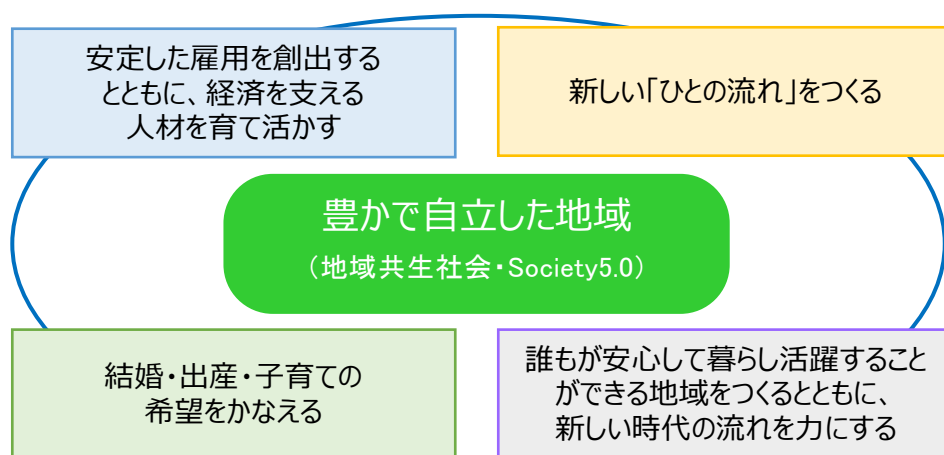 安定した雇用を創出する
とともに、経済を支える
人材を育て活かす
新しい「ひとの流れ」をつくる
豊かで自立した地域
（地域共生社会・Society5.0）
結婚・出産・子育ての
希望をかなえる
誰もが安心して暮らし活躍すること
ができる地域をつくるとともに、
新しい時代の流れを力にする